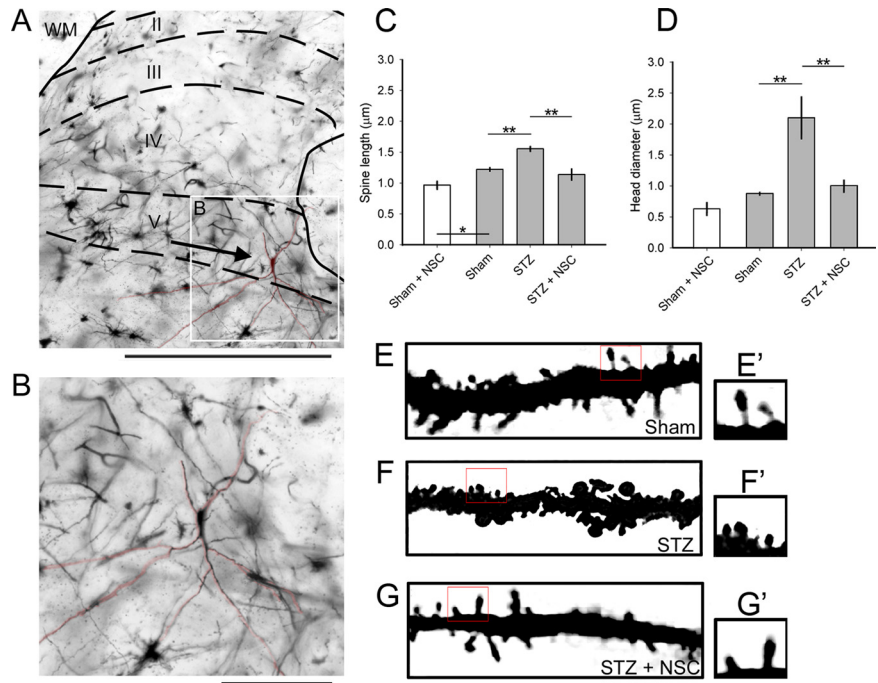 A
WM
II
III
IV
V
B
B
C
Spine length (μm)
3.0
2.5
2.0
1.5
1.0
0.5
0.0
**
**
*
Sham + NSC
Sham
STZ
STZ + NSC
D
Head diameter (μm)
3.0
2.5
2.0
1.5
1.0
0.5
0.0
**
**
Sham + NSC
Sham
STZ
STZ + NSC
E
Sham
E’
F
STZ
F’
G
STZ + NSC
G’